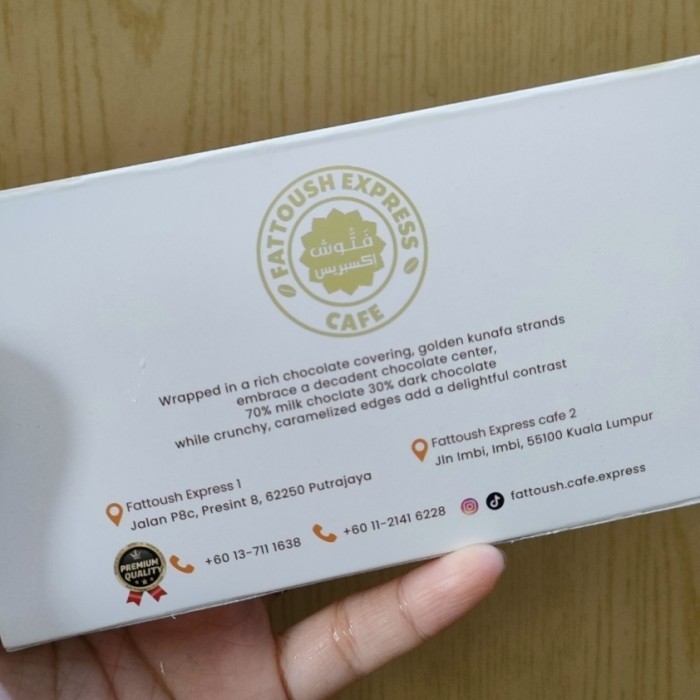 FATTOUSH EXPRESS
فَتُّوش
إكسبريس
CAFE
Wrapped in a rich chocolate covering, golden kunafa strands
embrace a decadent chocolate center,
70% milk choclate 30% dark chocolate
while crunchy, caramelized edges add a delightful contrast
Fattoush Express 1
Jalan P8c, Presint 8, 62250 Putrajaya
Fattoush Express cafe 2
Jln Imbi, Imbi, 55100 Kuala Lumpur
PREMIUM
QUALITY
+60 13-711 1638
+60 11-2141 6228
fattoush.cafe.express